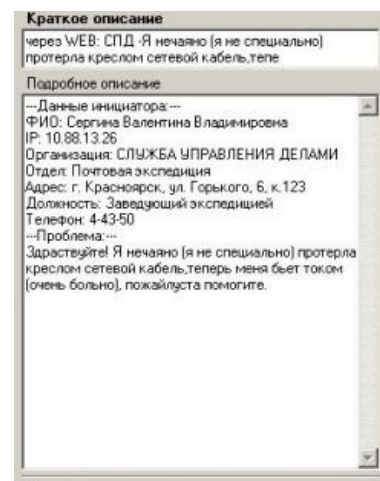 Краткое описание
через WEB: СПД -Я нечаяно (я не специально)
протерла креслом сетевой кабель,тепе
Подробное описание
---Данные инициатора:---
ФИО: Сергина Валентина Владимировна
IP: 10.88.13.26
Организация: СЛУЖБА УПРАВЛЕНИЯ ДЕЛАМИ
Отдел: Почтовая экспедиция
Адрес: г. Красноярск, ул. Горького, 6, к.123
Должность: Заведующий экспедицией
Телефон: 4-43-50
---Проблема:---
Здраствуйте! Я нечаяно (я не специально) протерла
креслом сетевой кабель,теперь меня бьет током
(очень больно), пожайлуста помогите.